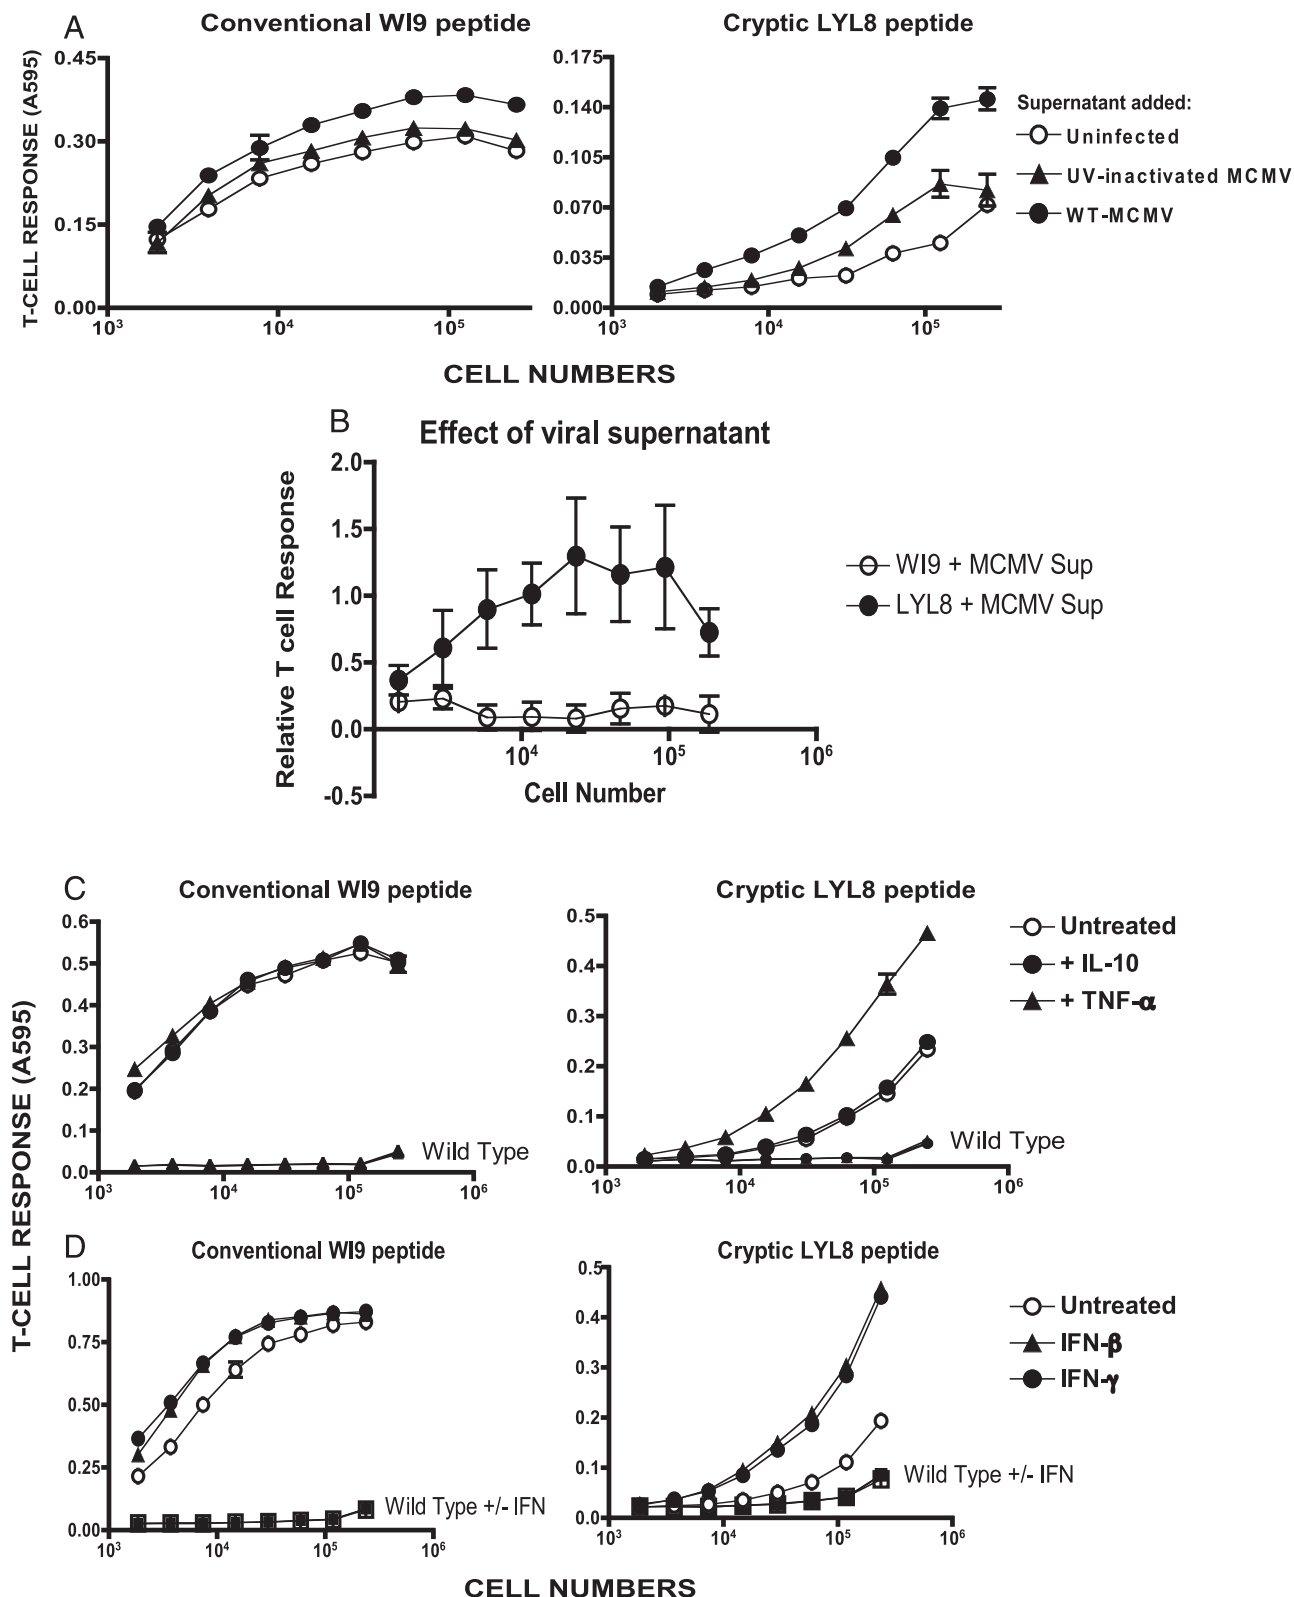 A
Conventional WI9 peptide
Cryptic LYL8 peptide
T-CELL RESPONSE (A595)
0.45
0.30
0.15
0.00
10³
10⁴
10⁵
0.175
0.140
0.105
0.070
0.035
0.000
10³
10⁴
10⁵
Supernatant added:
Uninfected
UV-inactivated MCMV
WT-MCMV
CELL NUMBERS
B
Effect of viral supernatant
Relative T cell Response
2.0
1.5
1.0
0.5
0.0
-0.5
10⁴
10⁵
10⁶
Cell Number
WI9 + MCMV Sup
LYL8 + MCMV Sup
T-CELL RESPONSE (A595)
C
Conventional WI9 peptide
Cryptic LYL8 peptide
0.6
0.5
0.4
0.3
0.2
0.1
0.0
10³
10⁴
10⁵
10⁶
Wild Type
0.5
0.4
0.3
0.2
0.1
0.0
10³
10⁴
10⁵
10⁶
Wild Type
Untreated
+ IL-10
+ TNF-α
D
Conventional WI9 peptide
Cryptic LYL8 peptide
1.00
0.75
0.50
0.25
0.00
10³
10⁴
10⁵
10⁶
Wild Type +/- IFN
0.5
0.4
0.3
0.2
0.1
0.0
10³
10⁴
10⁵
10⁶
Wild Type +/- IFN
Untreated
IFN-β
IFN-γ
CELL NUMBERS